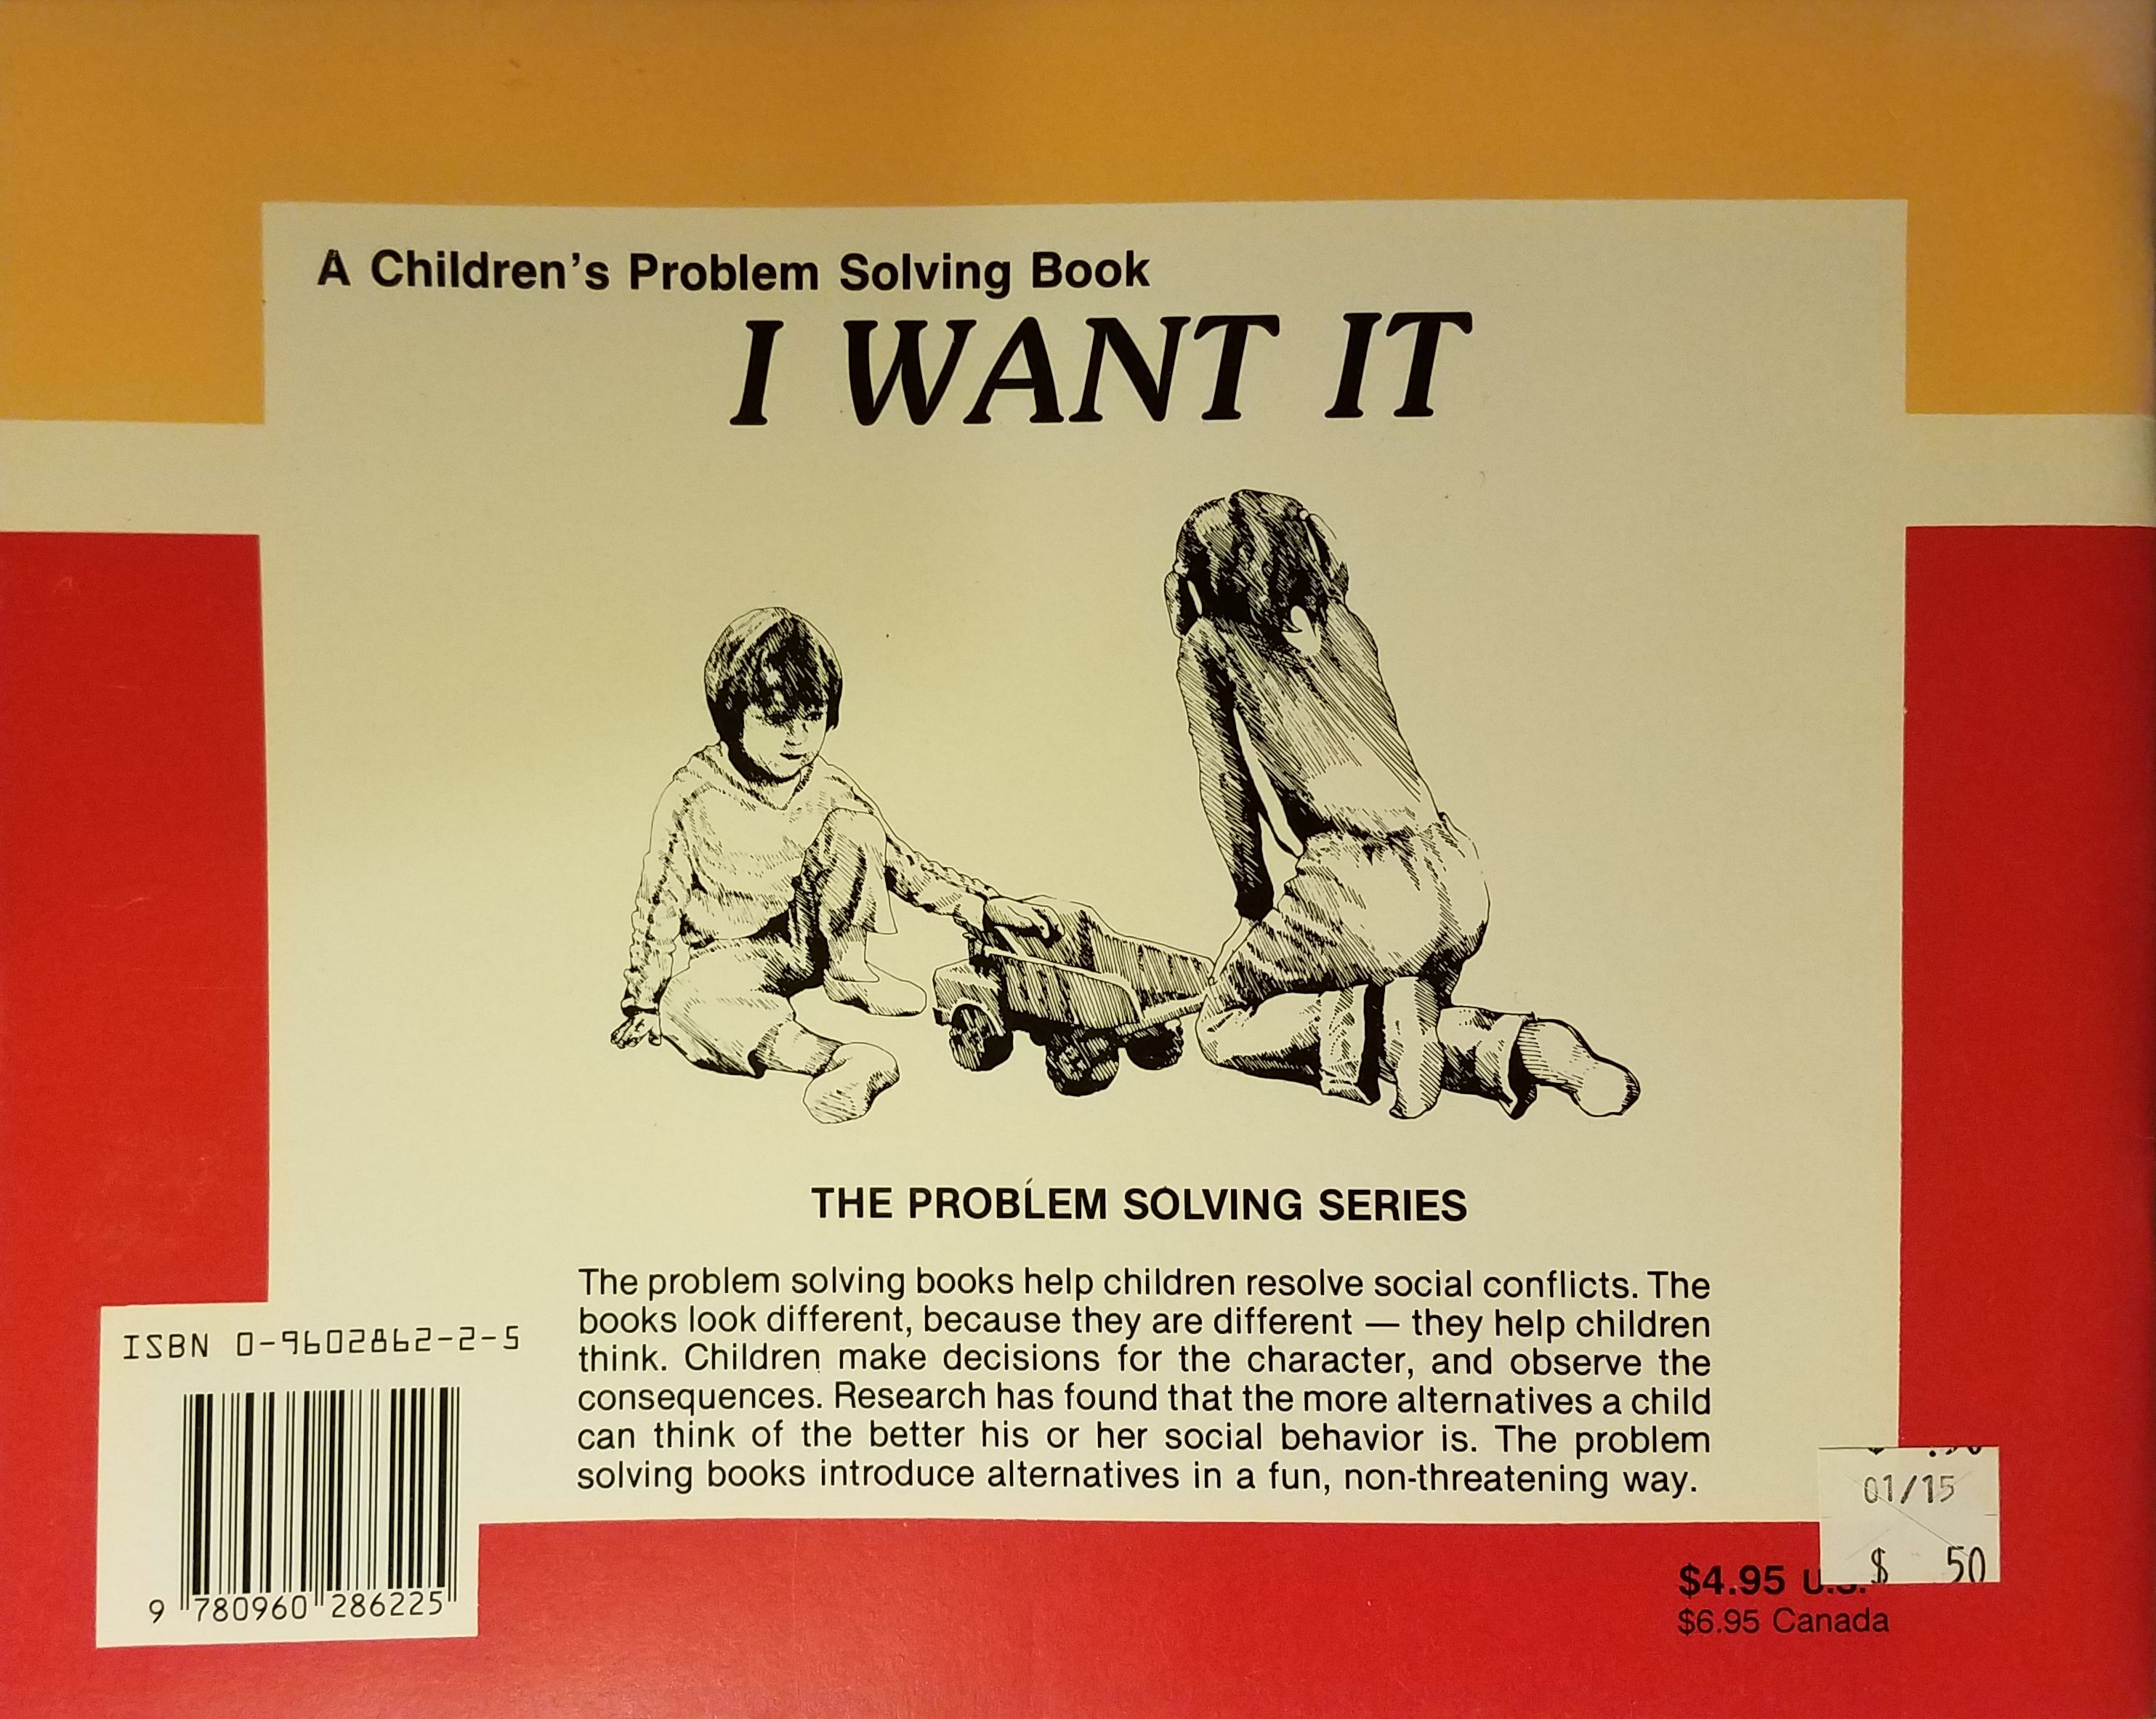 A Children's Problem Solving Book
I WANT IT
THE PROBLEM SOLVING SERIES
The problem solving books help children resolve social conflicts. The
books look different, because they are different — they help children
think. Children make decisions for the character, and observe the
consequences. Research has found that the more alternatives a child
can think of the better his or her social behavior is. The problem
solving books introduce alternatives in a fun, non-threatening way.
ISBN 0-9602862-2-5
9 780960 286225
01/15
$ 50
$4.95 U.S.
$6.95 Canada